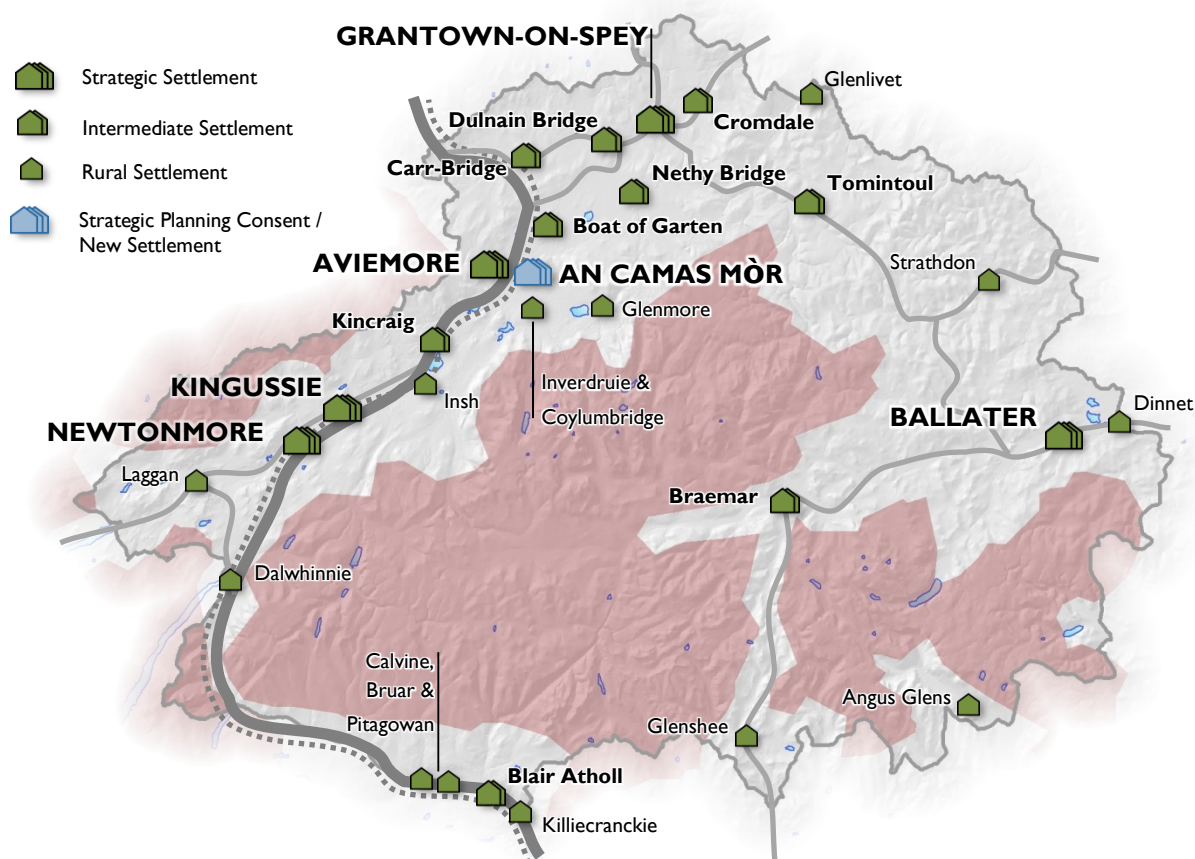 GRANTOWN-ON-SPEY
Strategic Settlement
Intermediate Settlement
Rural Settlement
Strategic Planning Consent /
New Settlement
Glenlivet
Dulnain Bridge
Cromdale
Carr-Bridge
Nethy Bridge
Tomintoul
Boat of Garten
AVIEMORE
AN CAMAS MÒR
Strathdon
Glenmore
Kincraig
KINGUSSIE
Inverdruie &
Coylumbridge
Insh
NEWTONMORE
BALLATER
Dinnet
Laggan
Braemar
Dalwhinnie
Calvine,
Bruar &
Pitagowan
Angus Glens
Glenshee
Blair Atholl
Killiecranckie